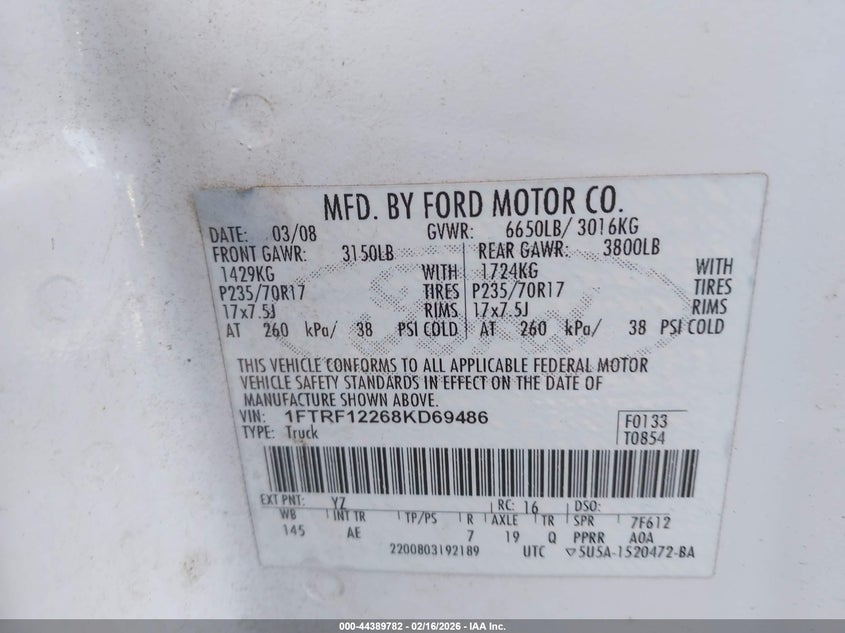 MFD. BY FORD MOTOR CO.
DATE: 03/08 GVWR: 6650LB/ 3016KG
FRONT GAWR: 3150LB REAR GAWR: 3800LB
1429KG WITH 1724KG WITH
P235/70R17 TIRES P235/70R17 TIRES
17x7.5J RIMS 17x7.5J RIMS
AT 260 kPa/ 38 PSI COLD AT 260 kPa/ 38 PSI COLD
THIS VEHICLE CONFORMS TO ALL APPLICABLE FEDERAL MOTOR
VEHICLE SAFETY STANDARDS IN EFFECT ON THE DATE OF
MANUFACTURE SHOWN ABOVE.
VIN: 1FTRF12268KD69486 F0133
TYPE: Truck T0854
EXT PNT: YZ RC: 16 DSO:
WB INT TR TP/PS R AXLE TR SPR 7F612
145 AE 7 19 Q PPRR A0A
2200803192189 UTC ▽5U5A-1520472-BA
000-44389782 - 02/16/2026 - IAA Inc.